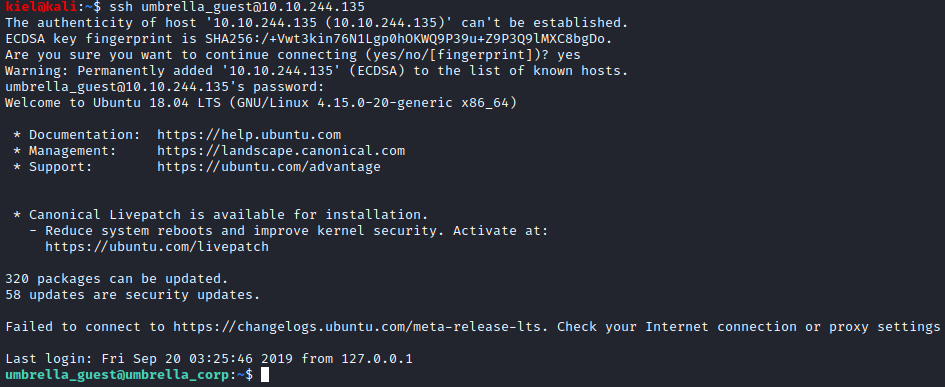 kiel@kali:~$ ssh umbrella_guest@10.10.244.135
The authenticity of host '10.10.244.135 (10.10.244.135)' can't be established.
ECDSA key fingerprint is SHA256:/+Vwt3kin76N1Lgp0hOKWQ9P39u+Z9P3Q9lMXC8bgDo.
Are you sure you want to continue connecting (yes/no/[fingerprint])? yes
Warning: Permanently added '10.10.244.135' (ECDSA) to the list of known hosts.
umbrella_guest@10.10.244.135's password:
Welcome to Ubuntu 18.04 LTS (GNU/Linux 4.15.0-20-generic x86_64)

 * Documentation:  https://help.ubuntu.com
 * Management:     https://landscape.canonical.com
 * Support:        https://ubuntu.com/advantage


 * Canonical Livepatch is available for installation.
   - Reduce system reboots and improve kernel security. Activate at:
     https://ubuntu.com/livepatch

320 packages can be updated.
58 updates are security updates.

Failed to connect to https://changelogs.ubuntu.com/meta-release-lts. Check your Internet connection or proxy settings

Last login: Fri Sep 20 03:25:46 2019 from 127.0.0.1
umbrella_guest@umbrella_corp:~$